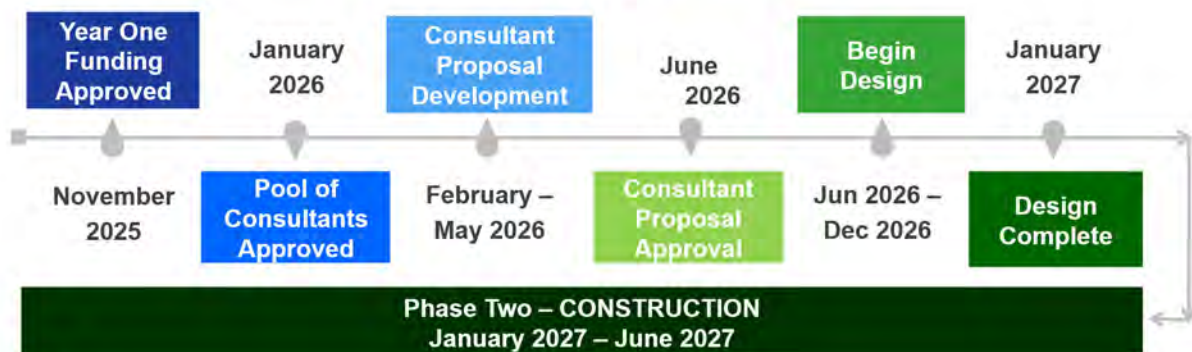 Year One
Funding
Approved
January
2026
Consultant
Proposal
Development
June
2026
Begin
Design
January
2027
November
2025
Pool of
Consultants
Approved
February –
May 2026
Consultant
Proposal
Approval
Jun 2026 –
Dec 2026
Design
Complete
Phase Two – CONSTRUCTION
January 2027 – June 2027